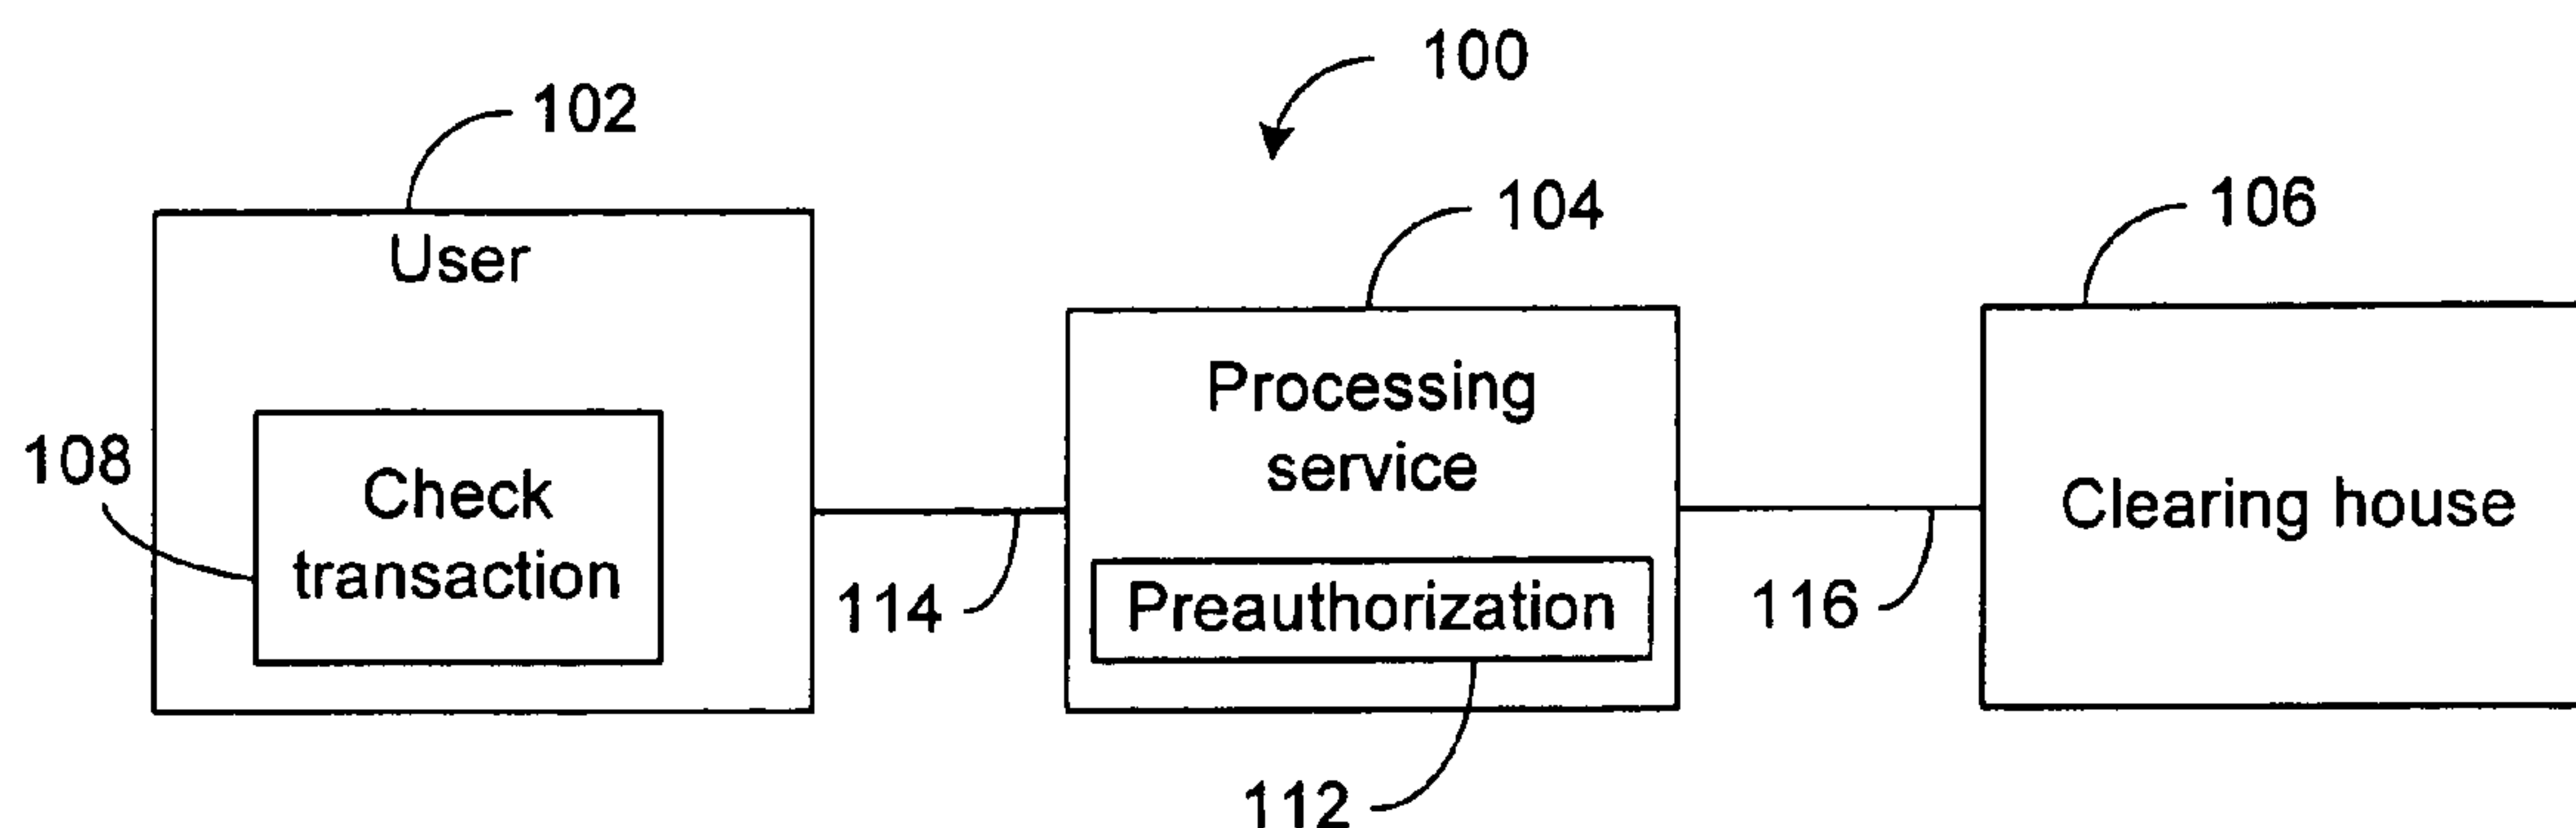 100
102
104
106
User
Processing
service
Clearing house
108
Check
transaction
114
Preauthorization
116
112